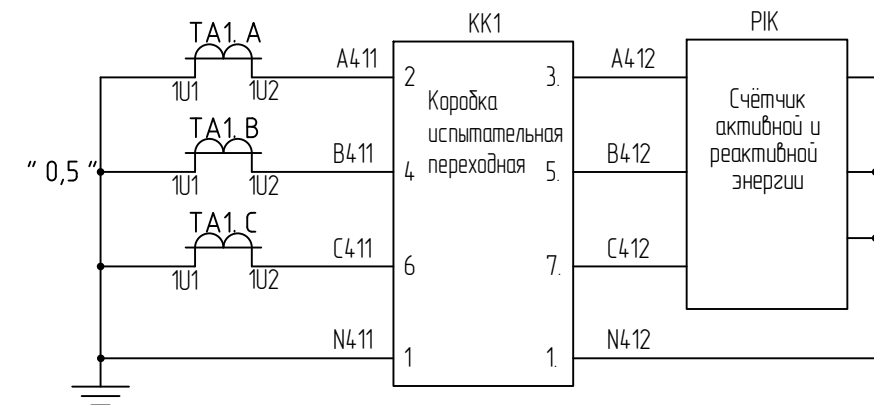 КК1
PIK
TA1. A
A411
2
3.
A412
1U1
1U2
Коробка
испытательная
переходная
Счётчик
активной и
реактивной
энергии
TA1. B
B411
4
5.
B412
" 0,5 "
1U1
1U2
TA1. C
C411
6
7.
C412
1U1
1U2
N411
1
1.
N412